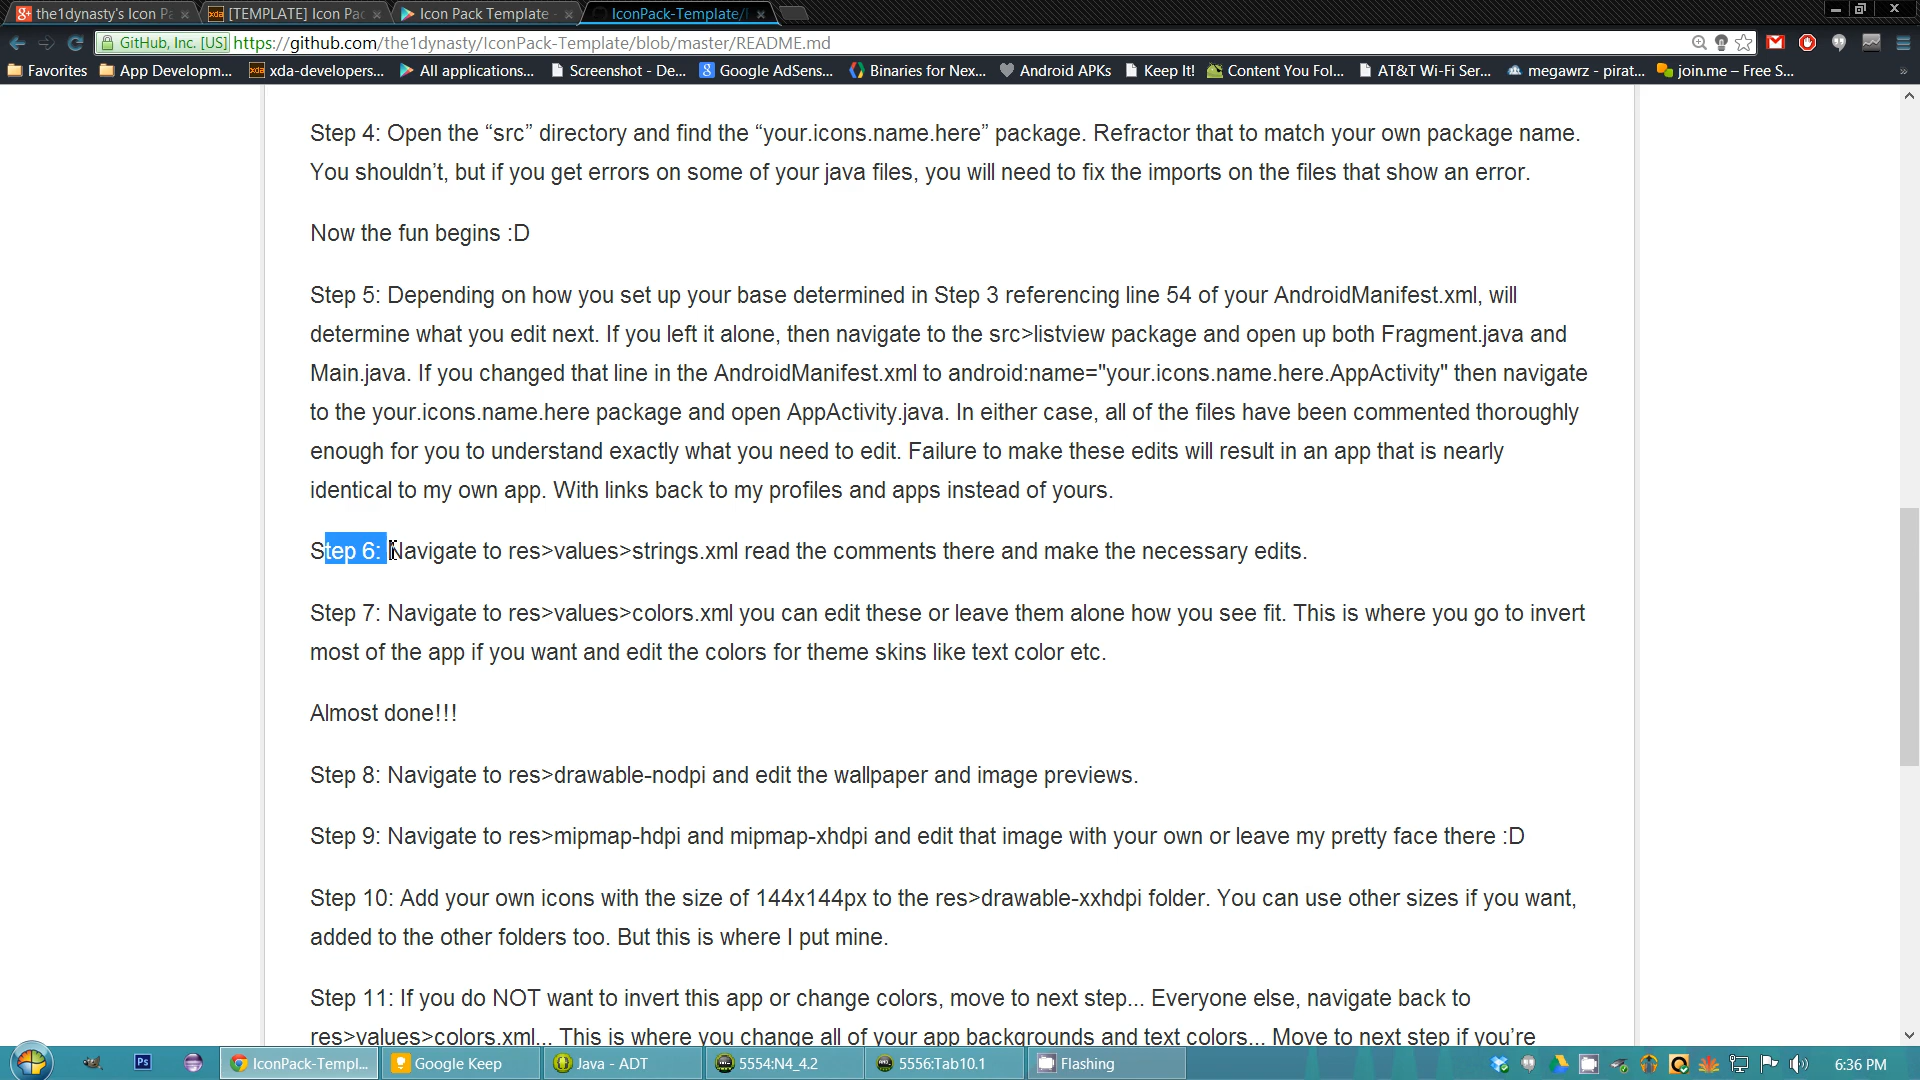 the1dynasty's Icon P
[TEMPLATE] Icon Pac
Icon Pack Template -
IconPack-Template/
GitHub, Inc. [US] https://github.com/the1dynasty/IconPack-Template/blob/master/README.md
Favorites App Developm... xda-developers... All applications... Screenshot - De... Google AdSens... Binaries for Nex... Android APKs Keep It! Content You Fol... AT&T Wi-Fi Ser... megawrz - pirat... join.me – Free S... »
Step 4: Open the “src” directory and find the “your.icons.name.here” package. Refractor that to match your own package name.
You shouldn’t, but if you get errors on some of your java files, you will need to fix the imports on the files that show an error.
Now the fun begins :D
Step 5: Depending on how you set up your base determined in Step 3 referencing line 54 of your AndroidManifest.xml, will
determine what you edit next. If you left it alone, then navigate to the src>listview package and open up both Fragment.java and
Main.java. If you changed that line in the AndroidManifest.xml to android:name="your.icons.name.here.AppActivity" then navigate
to the your.icons.name.here package and open AppActivity.java. In either case, all of the files have been commented thoroughly
enough for you to understand exactly what you need to edit. Failure to make these edits will result in an app that is nearly
identical to my own app. With links back to my profiles and apps instead of yours.
Step 6: Navigate to res>values>strings.xml read the comments there and make the necessary edits.
Step 7: Navigate to res>values>colors.xml you can edit these or leave them alone how you see fit. This is where you go to invert
most of the app if you want and edit the colors for theme skins like text color etc.
Almost done!!!
Step 8: Navigate to res>drawable-nodpi and edit the wallpaper and image previews.
Step 9: Navigate to res>mipmap-hdpi and mipmap-xhdpi and edit that image with your own or leave my pretty face there :D
Step 10: Add your own icons with the size of 144x144px to the res>drawable-xxhdpi folder. You can use other sizes if you want,
added to the other folders too. But this is where I put mine.
Step 11: If you do NOT want to invert this app or change colors, move to next step... Everyone else, navigate back to
res>values>colors.xml... This is where you change all of your app backgrounds and text colors... Move to next step if you’re
Ps IconPack-Templ... Google Keep Java - ADT 5554:N4_4.2 5556:Tab10.1 Flashing 6:36 PM